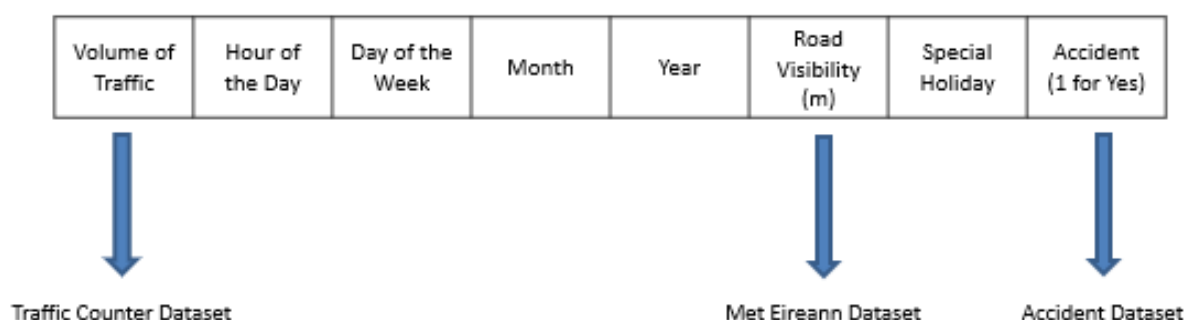 Volume of
Traffic
Hour of
the Day
Day of the
Week
Month
Year
Road
Visibility
(m)
Special
Holiday
Accident
(1 for Yes)
Traffic Counter Dataset
Met Eireann Dataset
Accident Dataset